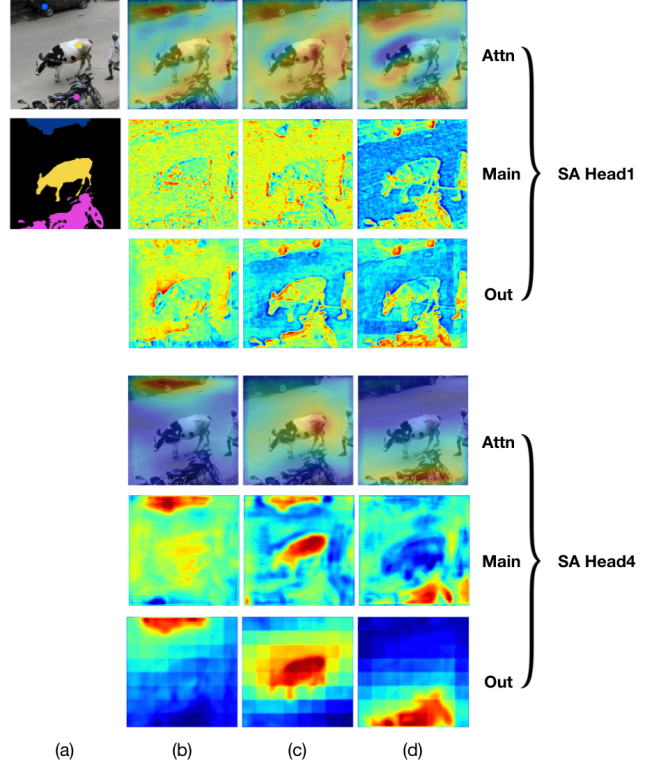 Attn
Main
SA Head1
Out
Attn
Main
SA Head4
Out
(a)
(b)
(c)
(d)